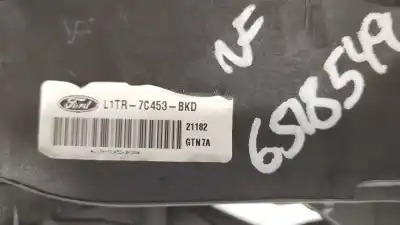 NF
Ford
L1TR-7C453-BKD
21182
GTN7A
6518549